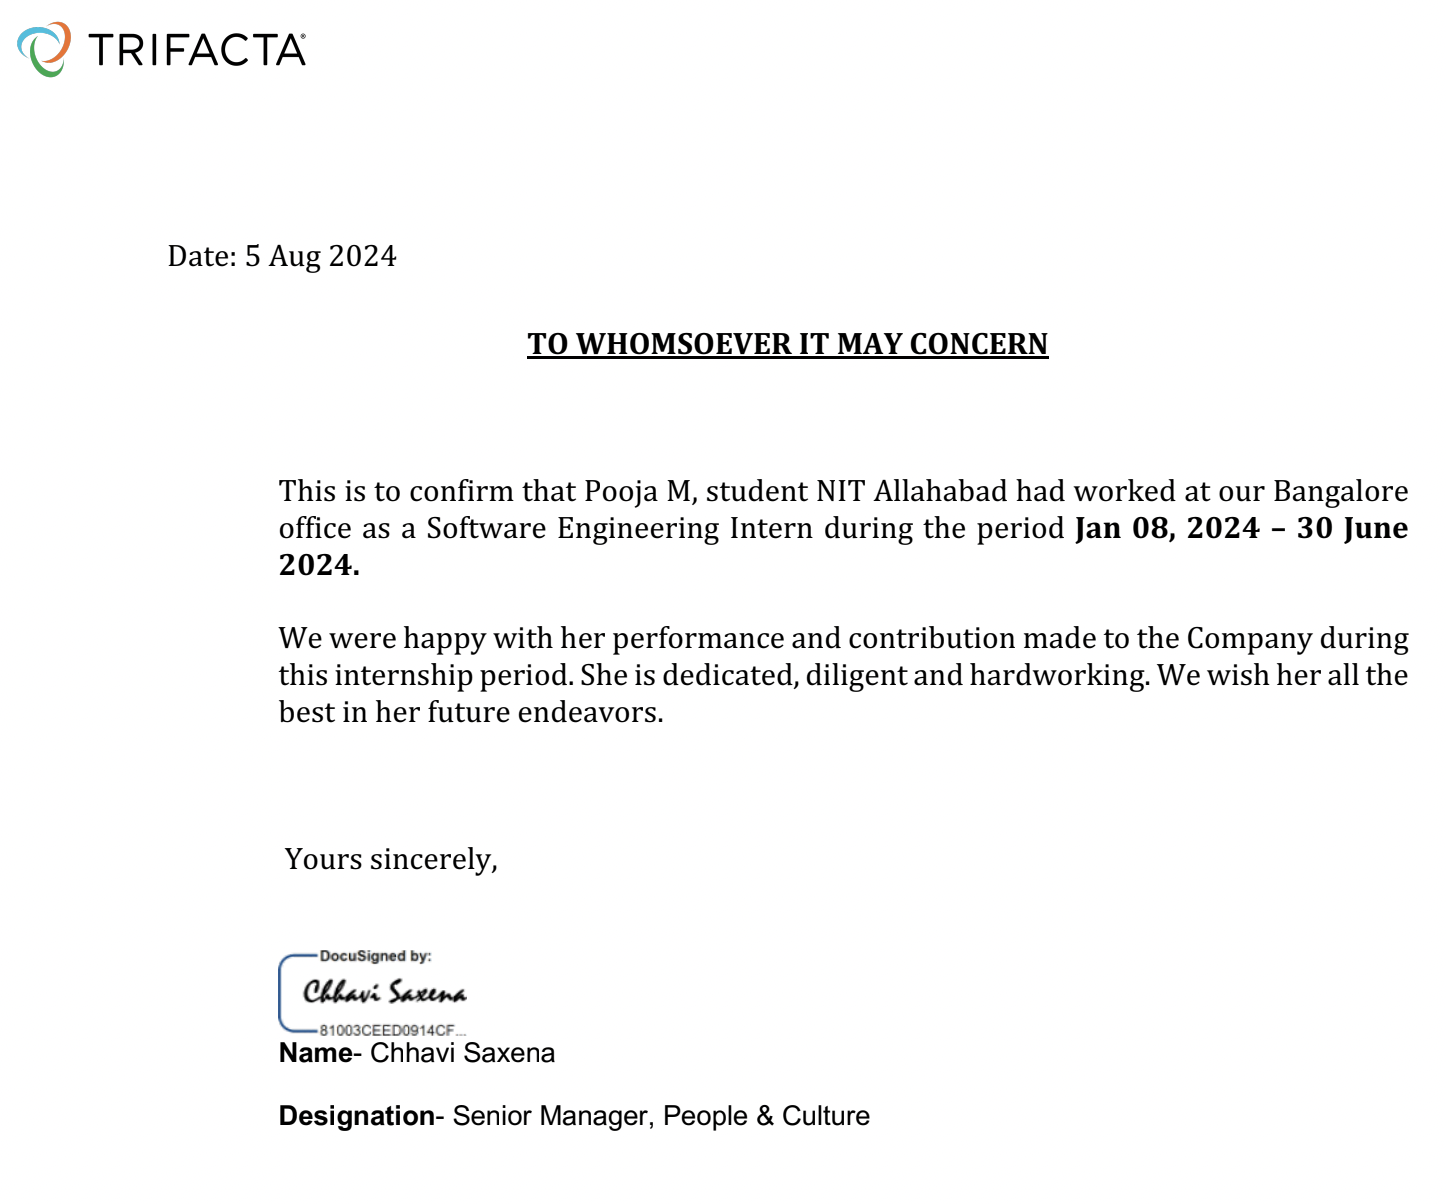 TRIFACTA®
Date: 5 Aug 2024
TO WHOMSOEVER IT MAY CONCERN
This is to confirm that Pooja M, student NIT Allahabad had worked at our Bangalore
office as a Software Engineering Intern during the period Jan 08, 2024 – 30 June
2024.
We were happy with her performance and contribution made to the Company during
this internship period. She is dedicated, diligent and hardworking. We wish her all the
best in her future endeavors.
Yours sincerely,
DocuSigned by:
Chhavi Saxena
81003CEED0914CF...
Name- Chhavi Saxena
Designation- Senior Manager, People & Culture